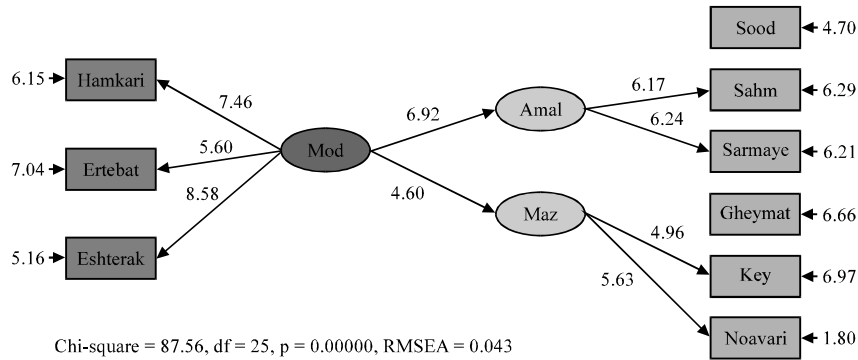 Sood
4.70
6.15
Hamkari
7.46
6.92
Amal
6.17
Sahm
6.29
6.24
7.04
Ertebat
5.60
Mod
Sarmaye
6.21
8.58
4.60
Maz
Gheymat
6.66
5.16
Eshterak
4.96
5.63
Key
6.97
Noavari
1.80
Chi-square = 87.56, df = 25, p = 0.00000, RMSEA = 0.043